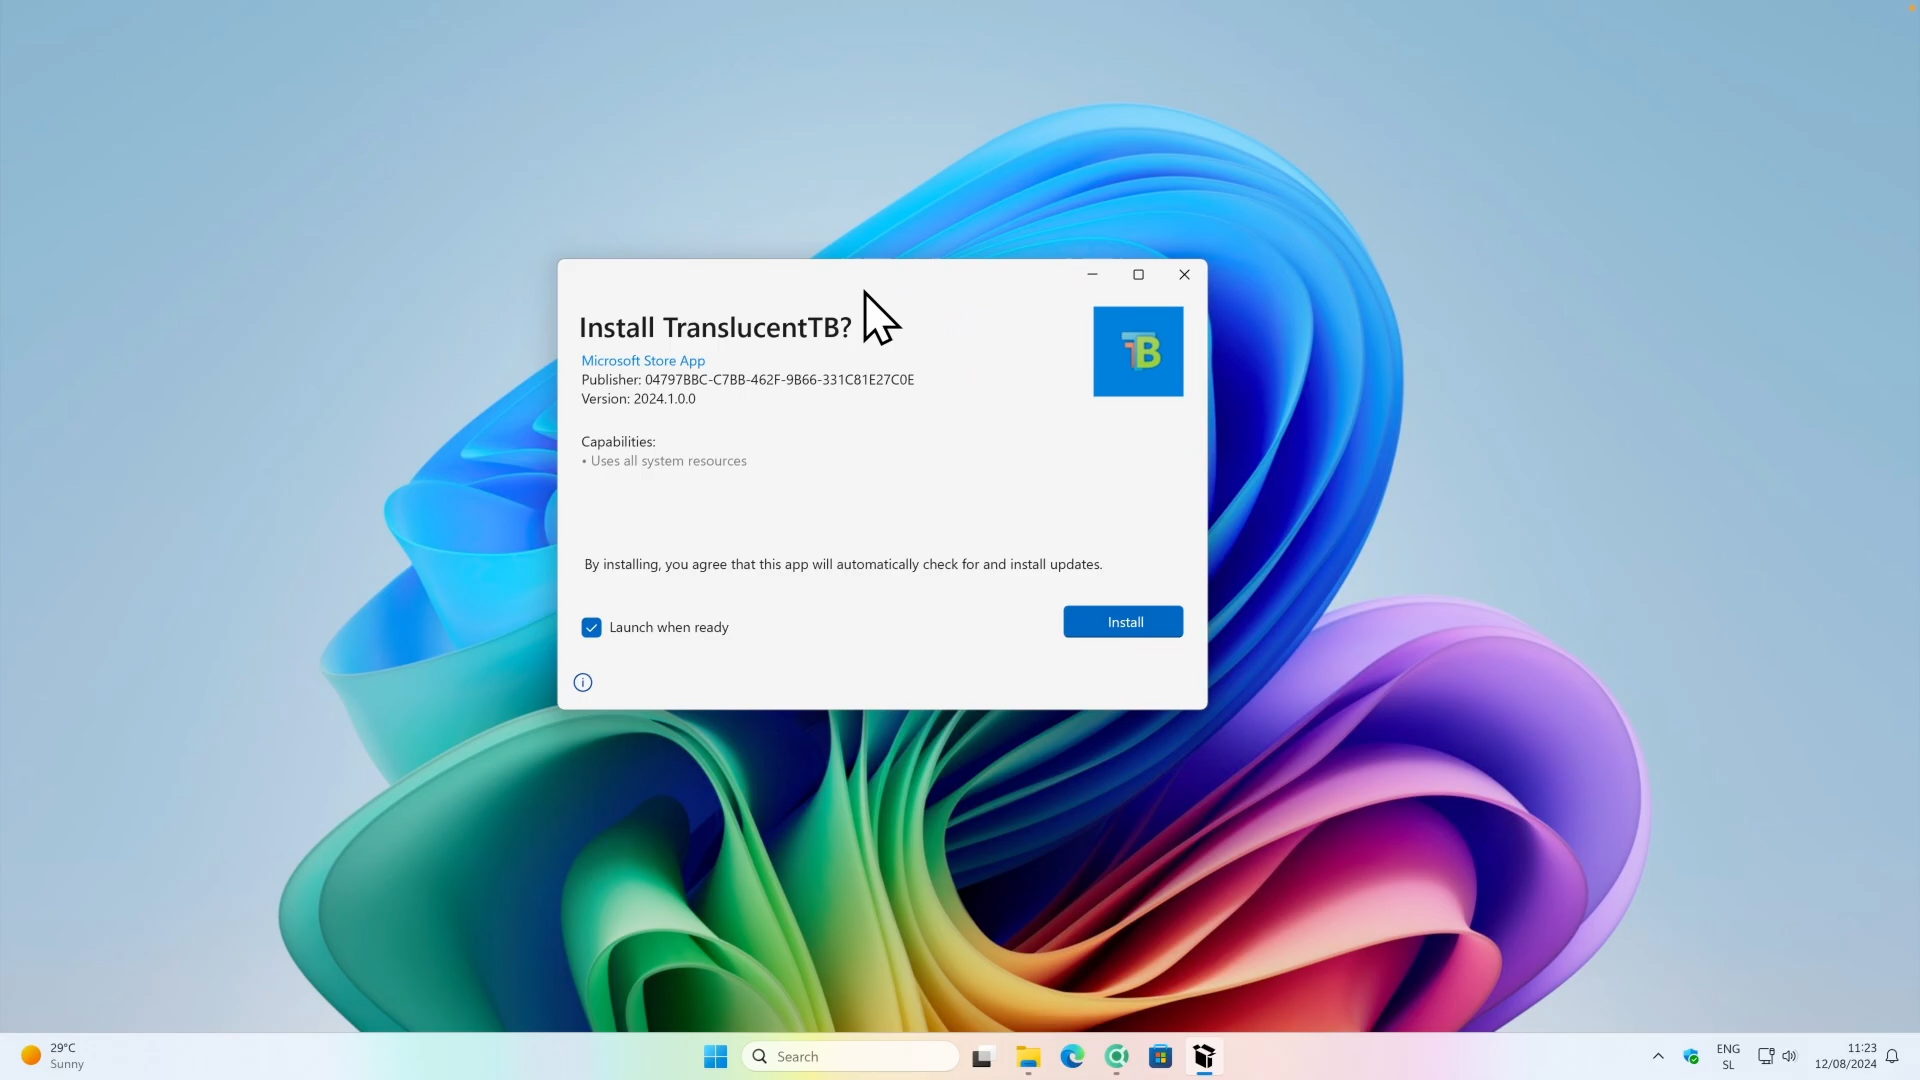 Install TranslucentTB?
Microsoft Store App
Publisher: 04797BBC-C7BB-462F-9B66-331C81E27C0E
Version: 2024.1.0.0
TB
Capabilities:
• Uses all system resources
By installing, you agree that this app will automatically check for and install updates.
Launch when ready
Install
29°C
Sunny
Search
ENG
SL
11:23
12/08/2024